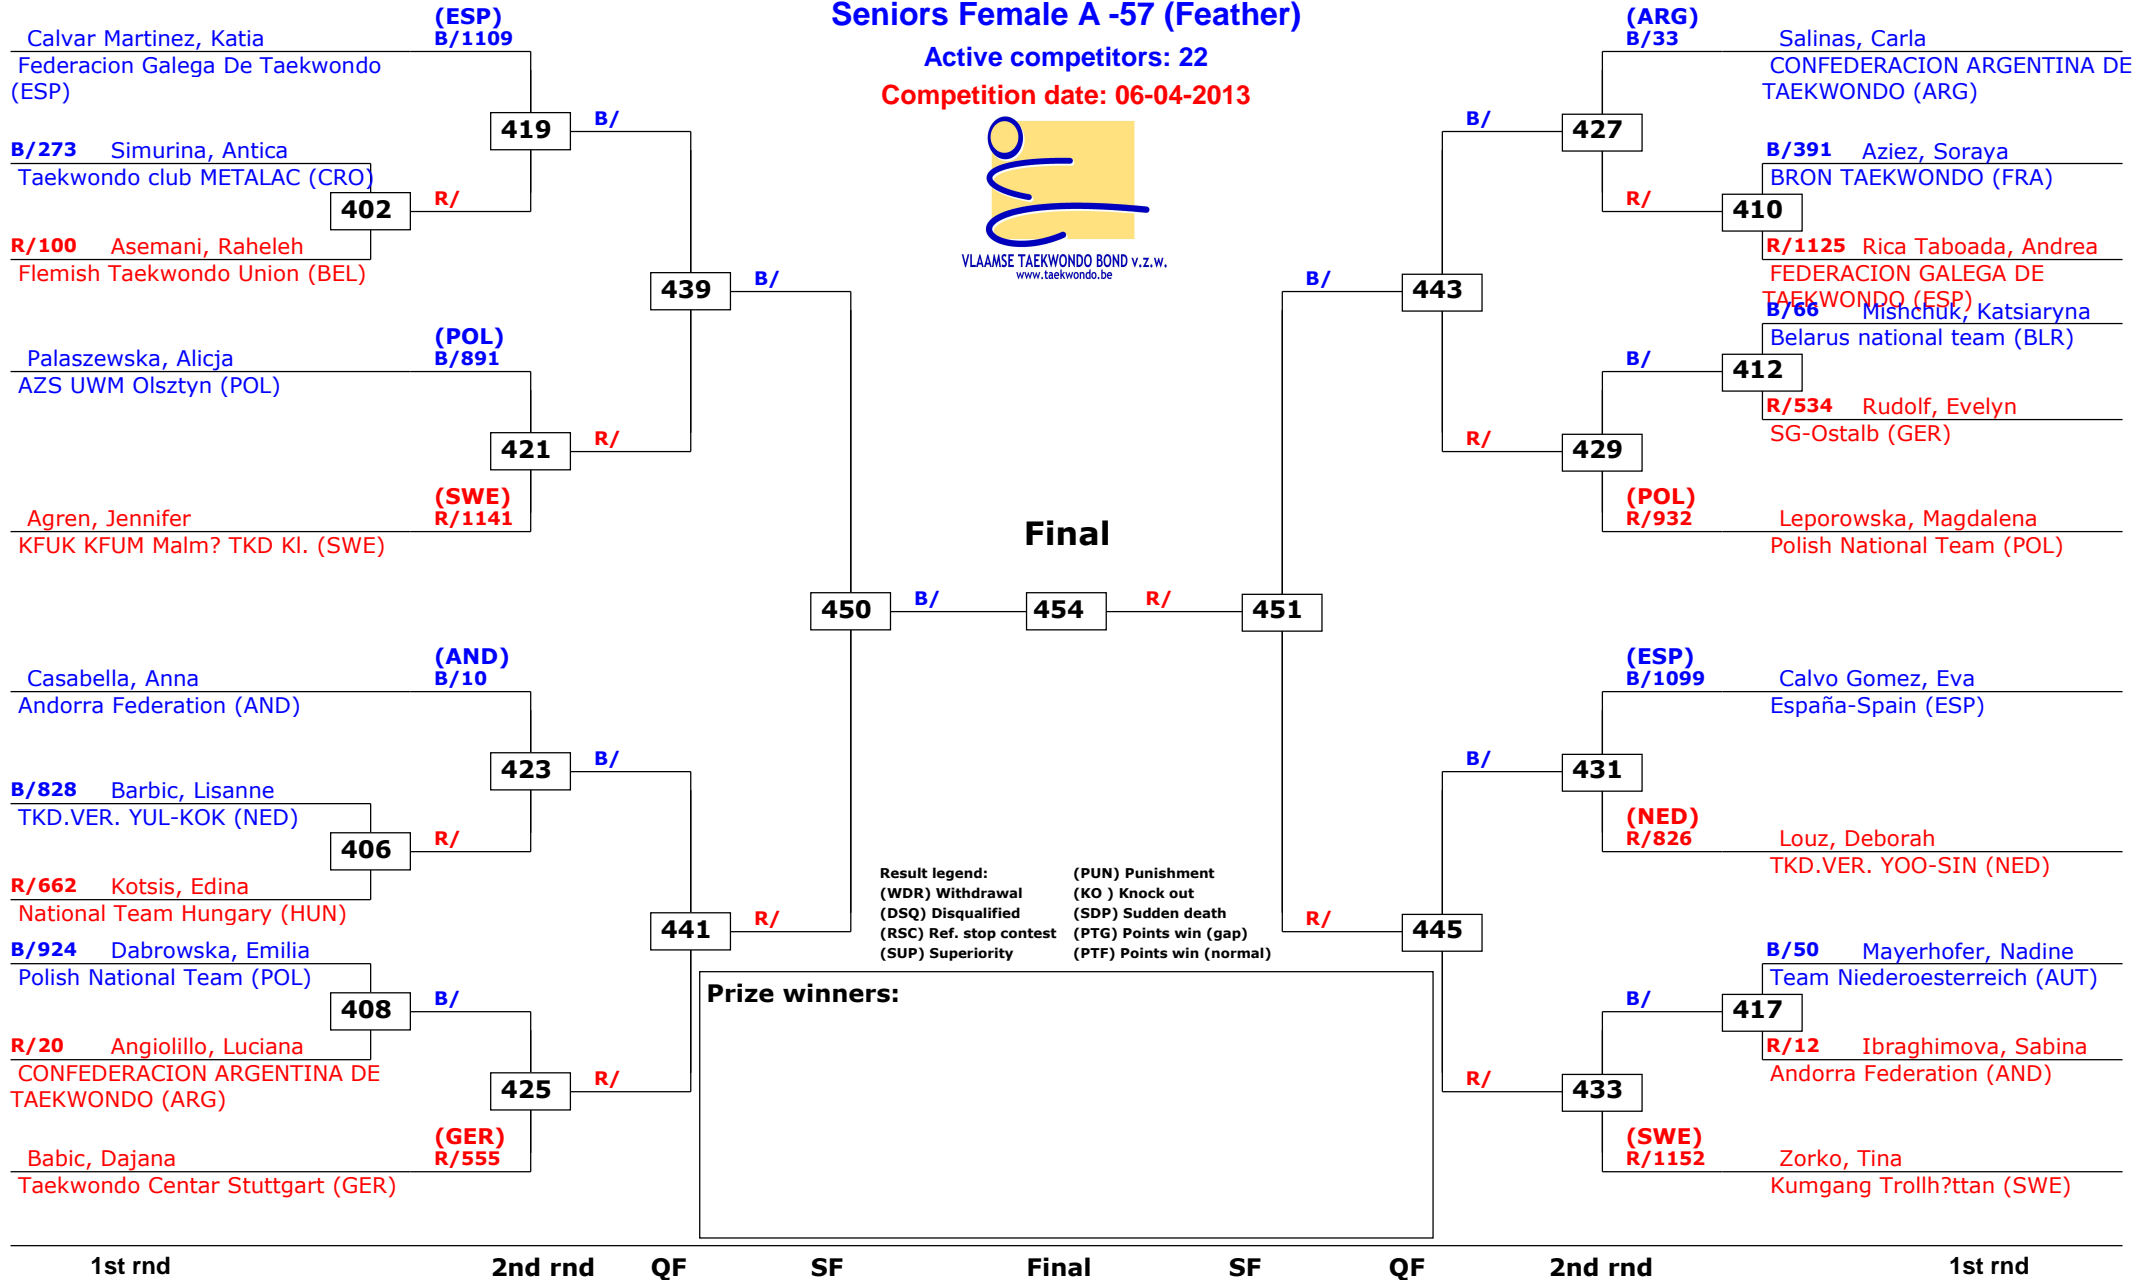 Seniors Female A -57 (Feather)
Active competitors: 22
Competition date: 06-04-2013
VLAAMSE TAEKWONDO BOND v.z.w.
www.taekwondo.be
(ESP)
Calvar Martinez, Katia B/1109
Federacion Galega De Taekwondo
(ESP)
419 B/
B/273 Simurina, Antica
Taekwondo club METALAC (CRO)
402 R/
R/100 Asemani, Raheleh
Flemish Taekwondo Union (BEL)
439 B/
(POL)
Palaszewska, Alicja B/891
AZS UWM Olsztyn (POL)
421 R/
(SWE)
Agren, Jennifer R/1141
KFUK KFUM Malm? TKD Kl. (SWE)
450 B/
(AND)
Casabella, Anna B/10
Andorra Federation (AND)
423 B/
B/828 Barbic, Lisanne
TKD.VER. YUL-KOK (NED)
406 R/
R/662 Kotsis, Edina
National Team Hungary (HUN)
441 R/
B/924 Dabrowska, Emilia
Polish National Team (POL)
408 B/
R/20 Angiolillo, Luciana
CONFEDERACION ARGENTINA DE
TAEKWONDO (ARG)
425 R/
(GER)
Babic, Dajana R/555
Taekwondo Centar Stuttgart (GER)
Final
454
(ARG)
B/33 Salinas, Carla
CONFEDERACION ARGENTINA DE
TAEKWONDO (ARG)
B/ 427
B/391 Aziez, Soraya
BRON TAEKWONDO (FRA)
R/ 410
R/1125 Rica Taboada, Andrea
FEDERACION GALEGA DE
TAEKWONDO (ESP)
B/ 443
B/66 Mishchuk, Katsiaryna
Belarus national team (BLR)
B/ 412
R/534 Rudolf, Evelyn
SG-Ostalb (GER)
R/ 429
(POL)
R/932 Leporowska, Magdalena
Polish National Team (POL)
R/ 451
(ESP)
B/1099 Calvo Gomez, Eva
España-Spain (ESP)
B/ 431
(NED)
R/826 Louz, Deborah
TKD.VER. YOO-SIN (NED)
R/ 445
B/50 Mayerhofer, Nadine
Team Niederoesterreich (AUT)
B/ 417
R/12 Ibraghimova, Sabina
Andorra Federation (AND)
R/ 433
(SWE)
R/1152 Zorko, Tina
Kumgang Trollh?ttan (SWE)
Result legend: (PUN) Punishment
(WDR) Withdrawal (KO ) Knock out
(DSQ) Disqualified (SDP) Sudden death
(RSC) Ref. stop contest (PTG) Points win (gap)
(SUP) Superiority (PTF) Points win (normal)
Prize winners:
1st rnd 2nd rnd QF SF Final SF QF 2nd rnd 1st rnd